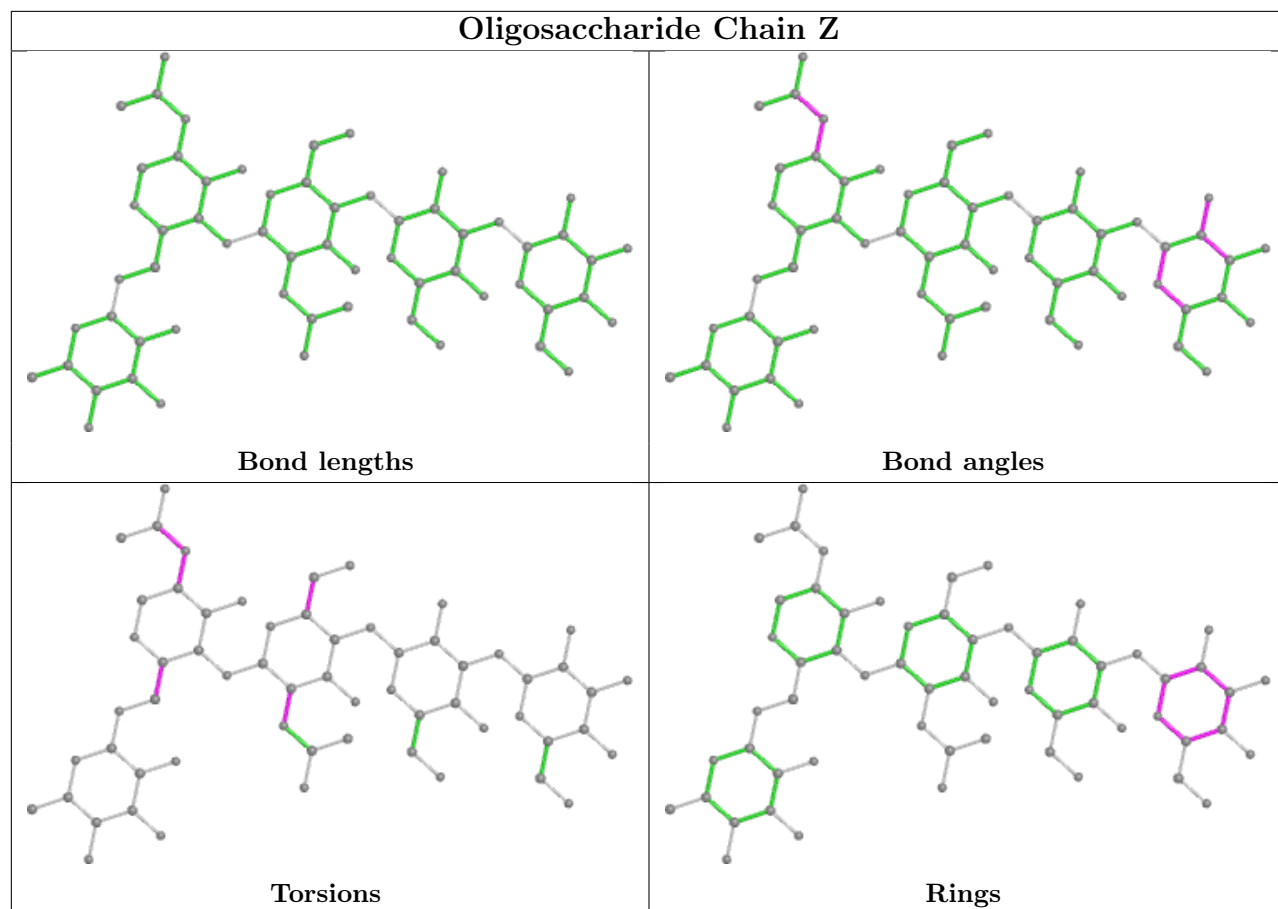 Oligosaccharide Chain Z
Bond lengths
Bond angles
Torsions
Rings